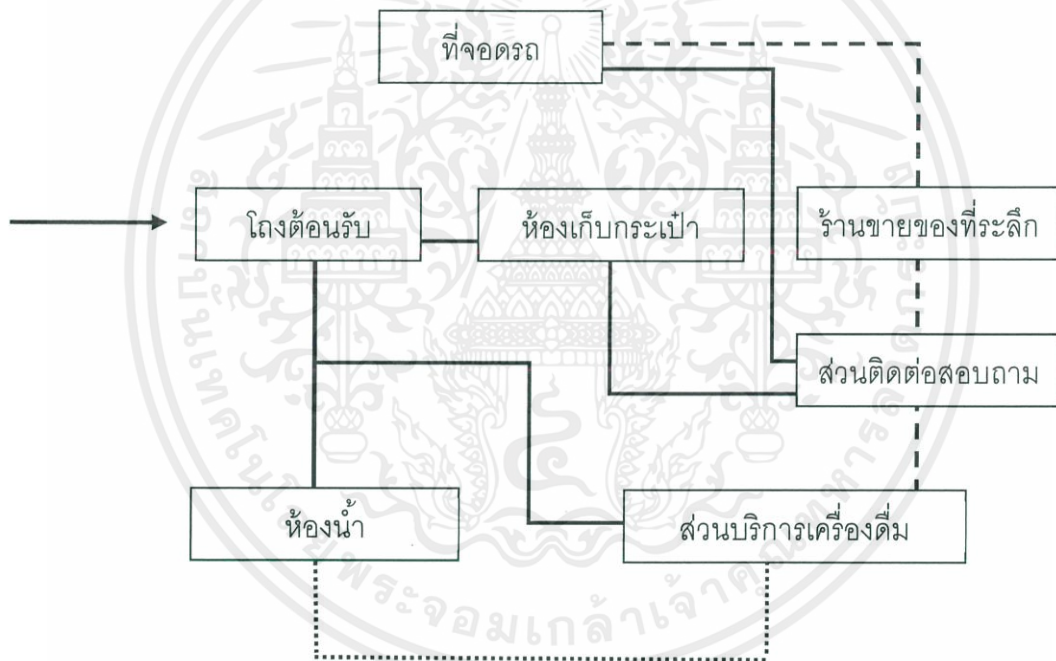 ที่จอดรถ
โถงต้อนรับ
ห้องเก็บกระเป๋า
ร้านขายของที่ระลึก
ส่วนติดต่อสอบถาม
ห้องน้ำ
ส่วนบริการเครื่องดื่ม